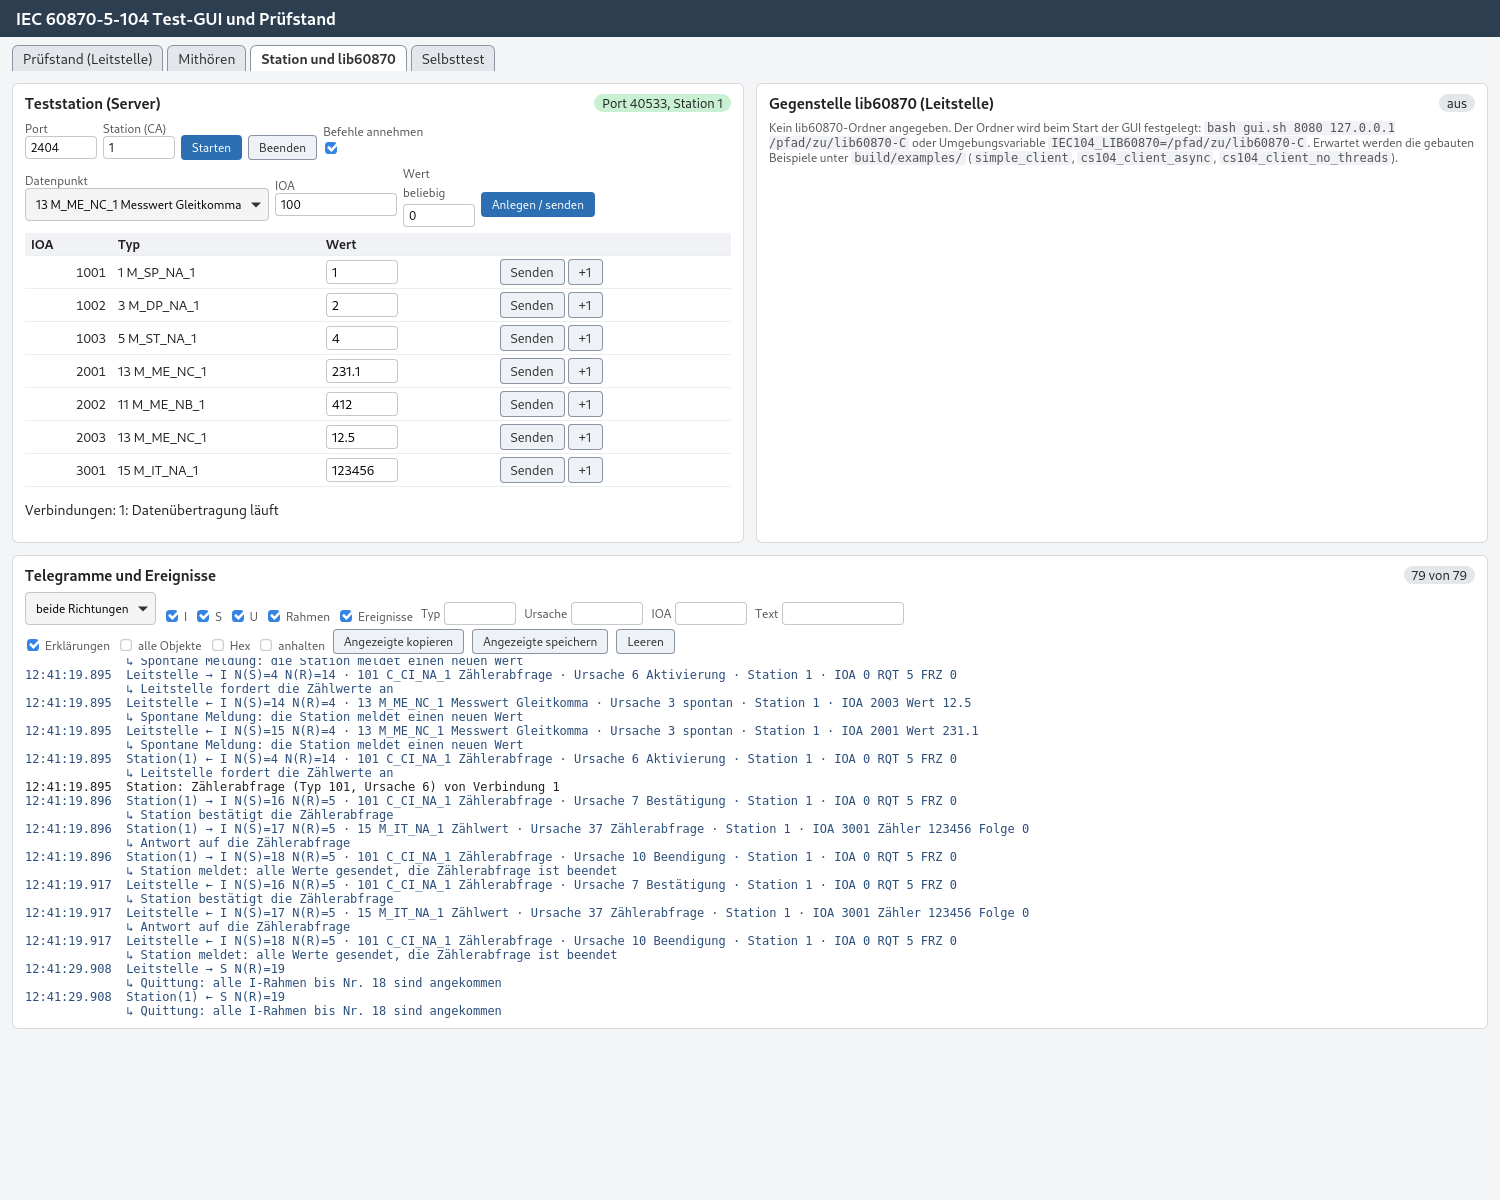 IEC 60870-5-104 Test-GUI und Prüfstand
Prüfstand (Leitstelle)
Mithören
Station und lib60870
Selbsttest
Teststation (Server)
Port 40533, Station 1
Port
2404
Station (CA)
1
Starten
Beenden
Befehle annehmen
Datenpunkt
13 M_ME_NC_1 Messwert Gleitkomma
IOA
100
Wert
beliebig
0
Anlegen / senden
IOA Typ Wert
1001 1 M_SP_NA_1 1 Senden +1
1002 3 M_DP_NA_1 2 Senden +1
1003 5 M_ST_NA_1 4 Senden +1
2001 13 M_ME_NC_1 231.1 Senden +1
2002 11 M_ME_NB_1 412 Senden +1
2003 13 M_ME_NC_1 12.5 Senden +1
3001 15 M_IT_NA_1 123456 Senden +1
Verbindungen: 1: Datenübertragung läuft
Gegenstelle lib60870 (Leitstelle)
aus
Kein lib60870-Ordner angegeben. Der Ordner wird beim Start der GUI festgelegt: bash gui.sh 8080 127.0.0.1
/pfad/zu/lib60870-C oder Umgebungsvariable IEC104_LIB60870=/pfad/zu/lib60870-C. Erwartet werden die gebauten
Beispiele unter build/examples/ (simple_client, cs104_client_async, cs104_client_no_threads).
Telegramme und Ereignisse
79 von 79
beide Richtungen I S U Rahmen Ereignisse Typ Ursache IOA Text
Erklärungen alle Objekte Hex anhalten Angezeigte kopieren Angezeigte speichern Leeren
↳ Spontane Meldung: die Station meldet einen neuen Wert
12:41:19.895 Leitstelle → I N(S)=4 N(R)=14 · 101 C_CI_NA_1 Zählerabfrage · Ursache 6 Aktivierung · Station 1 · IOA 0 RQT 5 FRZ 0
↳ Leitstelle fordert die Zählwerte an
12:41:19.895 Leitstelle ← I N(S)=14 N(R)=4 · 13 M_ME_NC_1 Messwert Gleitkomma · Ursache 3 spontan · Station 1 · IOA 2003 Wert 12.5
↳ Spontane Meldung: die Station meldet einen neuen Wert
12:41:19.895 Leitstelle ← I N(S)=15 N(R)=4 · 13 M_ME_NC_1 Messwert Gleitkomma · Ursache 3 spontan · Station 1 · IOA 2001 Wert 231.1
↳ Spontane Meldung: die Station meldet einen neuen Wert
12:41:19.895 Station(1) ← I N(S)=4 N(R)=14 · 101 C_CI_NA_1 Zählerabfrage · Ursache 6 Aktivierung · Station 1 · IOA 0 RQT 5 FRZ 0
↳ Leitstelle fordert die Zählwerte an
12:41:19.895 Station: Zählerabfrage (Typ 101, Ursache 6) von Verbindung 1
12:41:19.896 Station(1) → I N(S)=16 N(R)=5 · 101 C_CI_NA_1 Zählerabfrage · Ursache 7 Bestätigung · Station 1 · IOA 0 RQT 5 FRZ 0
↳ Station bestätigt die Zählerabfrage
12:41:19.896 Station(1) → I N(S)=17 N(R)=5 · 15 M_IT_NA_1 Zählwert · Ursache 37 Zählerabfrage · Station 1 · IOA 3001 Zähler 123456 Folge 0
↳ Antwort auf die Zählerabfrage
12:41:19.896 Station(1) → I N(S)=18 N(R)=5 · 101 C_CI_NA_1 Zählerabfrage · Ursache 10 Beendigung · Station 1 · IOA 0 RQT 5 FRZ 0
↳ Station meldet: alle Werte gesendet, die Zählerabfrage ist beendet
12:41:19.917 Leitstelle ← I N(S)=16 N(R)=5 · 101 C_CI_NA_1 Zählerabfrage · Ursache 7 Bestätigung · Station 1 · IOA 0 RQT 5 FRZ 0
↳ Station bestätigt die Zählerabfrage
12:41:19.917 Leitstelle ← I N(S)=17 N(R)=5 · 15 M_IT_NA_1 Zählwert · Ursache 37 Zählerabfrage · Station 1 · IOA 3001 Zähler 123456 Folge 0
↳ Antwort auf die Zählerabfrage
12:41:19.917 Leitstelle ← I N(S)=18 N(R)=5 · 101 C_CI_NA_1 Zählerabfrage · Ursache 10 Beendigung · Station 1 · IOA 0 RQT 5 FRZ 0
↳ Station meldet: alle Werte gesendet, die Zählerabfrage ist beendet
12:41:29.908 Leitstelle → S N(R)=19
↳ Quittung: alle I-Rahmen bis Nr. 18 sind angekommen
12:41:29.908 Station(1) ← S N(R)=19
↳ Quittung: alle I-Rahmen bis Nr. 18 sind angekommen